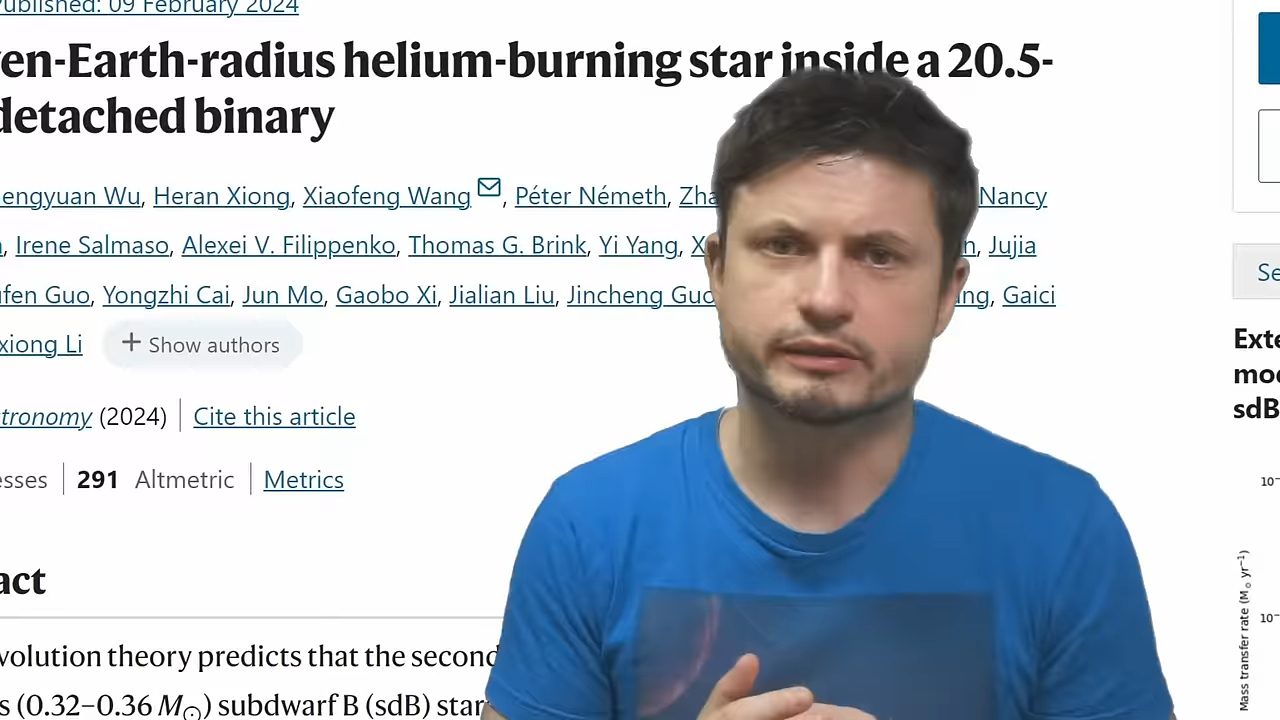 Published: 09 February 2024
en-Earth-radius helium-burning star inside a 20.5-
detached binary
engyuan Wu, Heran Xiong, Xiaofeng Wang, Péter Németh, Zha Nancy
, Irene Salmaso, Alexei V. Filippenko, Thomas G. Brink, Yi Yang, X n, Jujia
fen Guo, Yongzhi Cai, Jun Mo, Gaobo Xi, Jialian Liu, Jincheng Guo ng, Gaici
xiong Li + Show authors
tronomy (2024) | Cite this article
esses | 291 Altmetric | Metrics
act
volution theory predicts that the second
s (0.32–0.36 M☉) subdwarf B (sdB) star
Se
Exte
mod
sdB
10⁻
10⁻
Mass transfer rate (M☉ yr⁻¹)